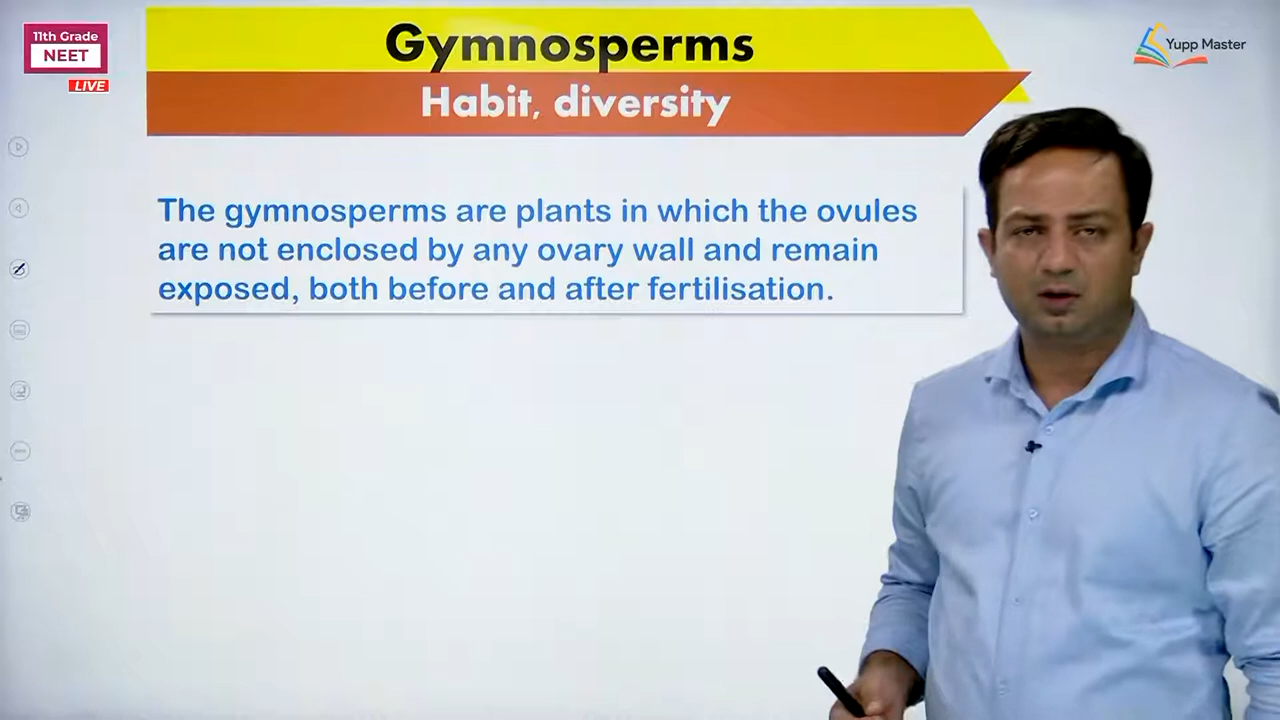 11th Grade
NEET
LIVE
Gymnosperms
Yupp Master
Habit, diversity
The gymnosperms are plants in which the ovules
are not enclosed by any ovary wall and remain
exposed, both before and after fertilisation.